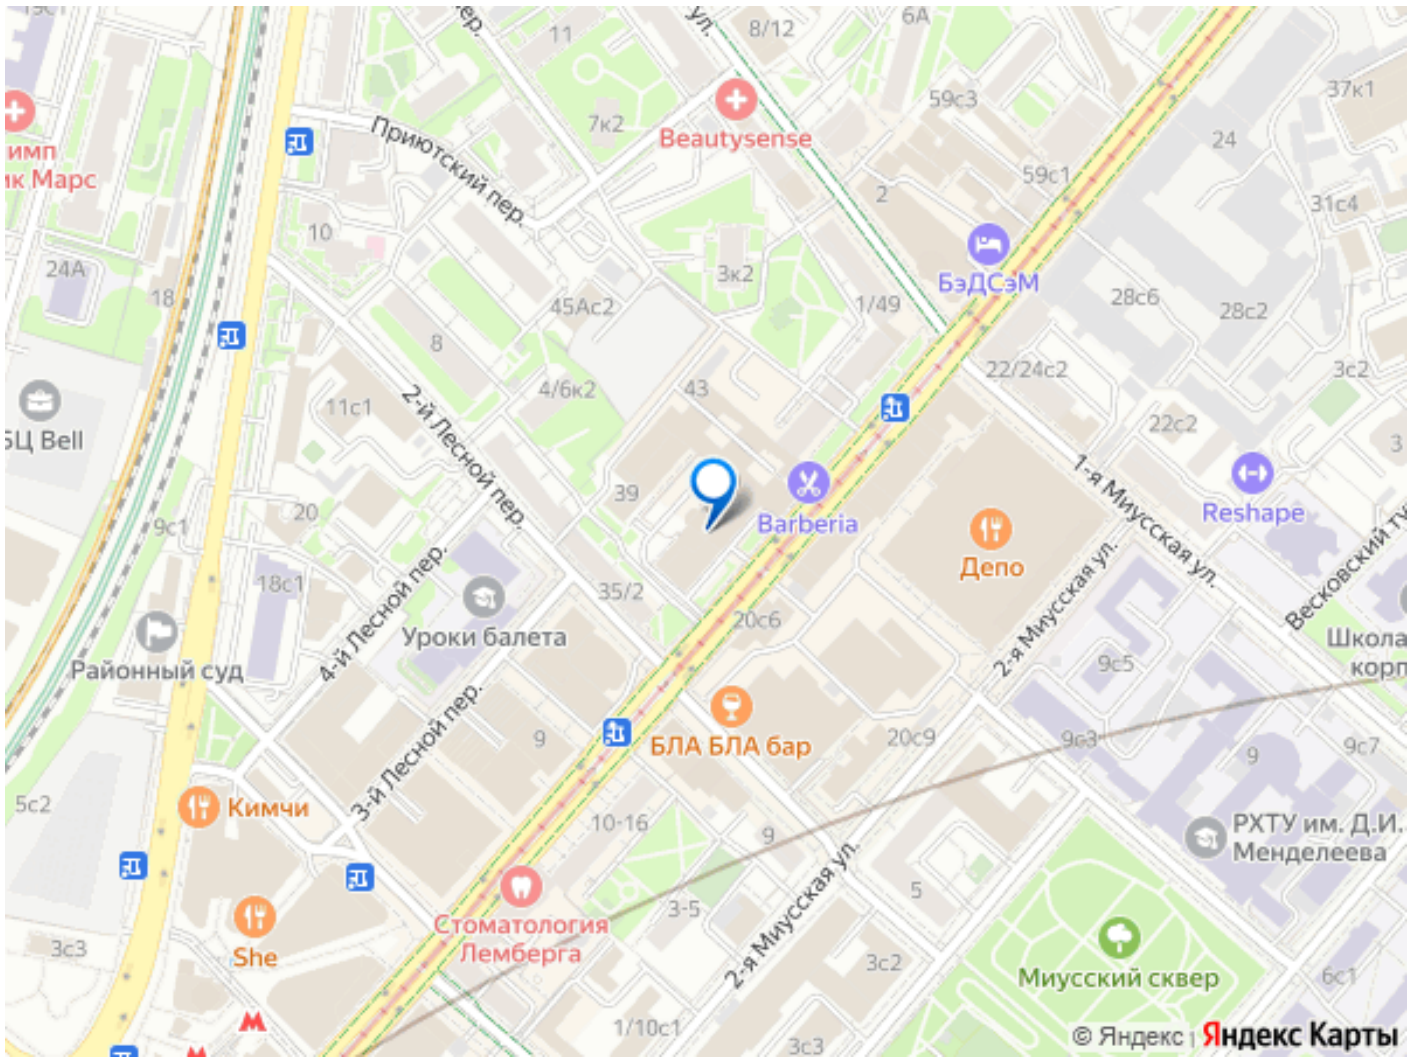 19с1
пер.
ул.
8/12
6А
11
59с3
37к1
7к2
Beautysense
24
Приютский пер.
имп
ик Марс
59с1
2
31с4
10
24А
18
3к2
БэДСэМ
45Ас2
1/49
28с6
28с2
8
22/24с2
3с2
4/6к2
43
11с1
2-й Лесной пер.
22с2
3
БЦ Bell
1-я Миусская ул.
39
Barberia
Reshape
20
9с1
Депо
Весковский ту
18с1
4-й Лесной пер.
35/2
20с6
2-я Миусская ул.
Уроки балета
Школа
корп
Районный суд
9с5
3-й Лесной пер.
9
БЛА БЛА бар
20с9
9с3
9
9с7
5с2
Кимчи
10-16
9
РХТУ им. Д.И.
Менделеева
5
3-5
2-я Миусская ул.
Стоматология
Лемберга
3с3
She
3с2
Миусский сквер
6с1
1/10с1
3с3
© Яндекс | Яндекс Карты